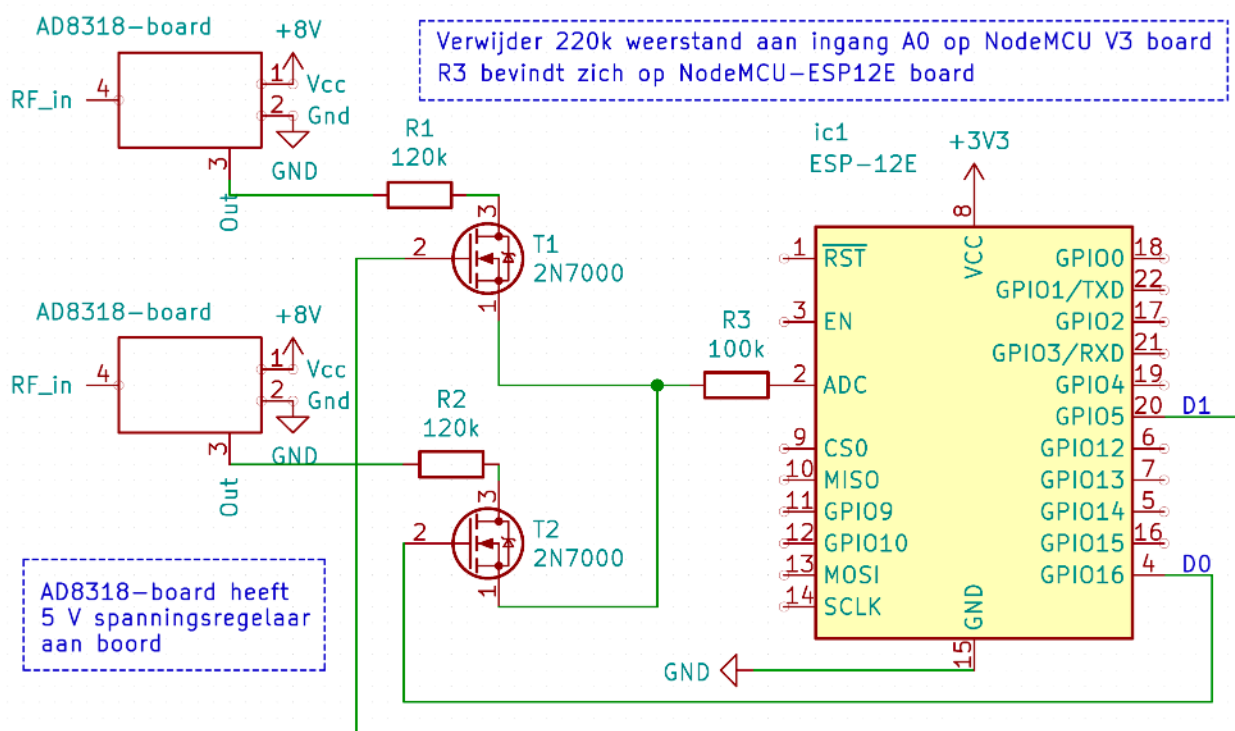 AD8318-board
+8V
1
Vcc
2
Gnd
RF_in
4
3
GND
Out
Verwijder 220k weerstand aan ingang A0 op NodeMCU V3 board
R3 bevindt zich op NodeMCU-ESP12E board
R1
120k
3
2
T1
2N7000
1
AD8318-board
+8V
1
Vcc
2
Gnd
RF_in
4
3
GND
Out
R2
120k
3
2
T2
2N7000
1
R3
100k
AD8318-board heeft
5 V spanningsregelaar
aan boord
ic1
ESP-12E
+3V3
8
VCC
1 RST
3 EN
2 ADC
9 CS0
10 MISO
11 GPIO9
12 GPIO10
13 MOSI
14 SCLK
GPIO0 18
GPIO1/TXD 22
GPIO2 17
GPIO3/RXD 21
GPIO4 19
GPIO5 20 D1
GPIO12 6
GPIO13 7
GPIO14 5
GPIO15 16
GPIO16 4 D0
GND
15
GND